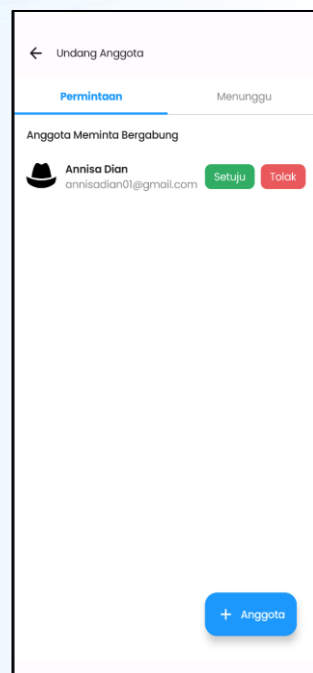 Undang Anggota
Permintaan Menunggu
Anggota Meminta Bergabung
Annisa Dian
annisadian01@gmail.com
Setuju Tolak
+ Anggota